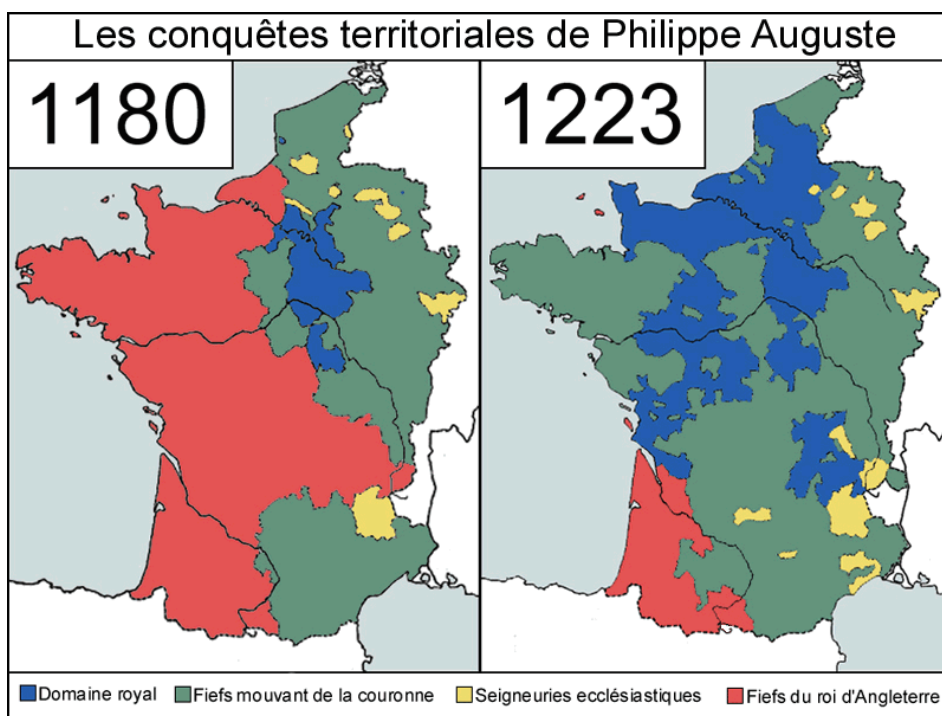 Les conquêtes territoriales de Philippe Auguste
1180
1223
Domaine royal
Fiefs mouvant de la couronne
Seigneuries ecclésiastiques
Fiefs du roi d'Angleterre